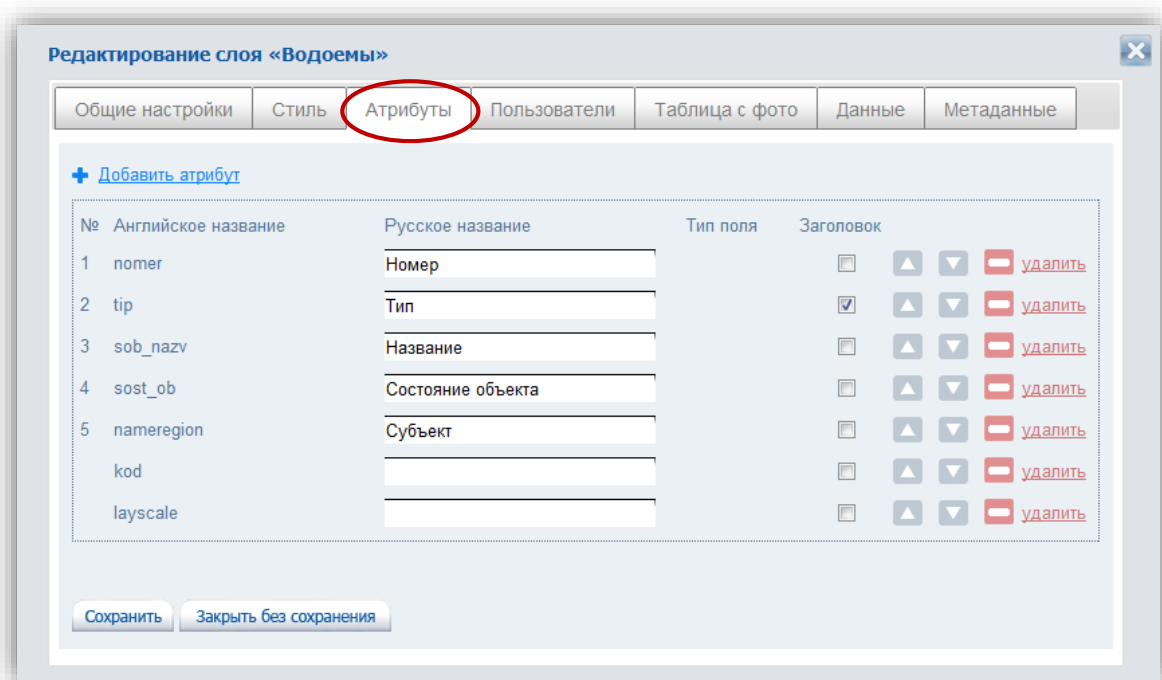 Редактирование слоя «Водоемы»
Общие настройки Стиль Атрибуты Пользователи Таблица с фото Данные Метаданные
Добавить атрибут
№ Английское название Русское название Тип поля Заголовок
1 nomer Номер удалить
2 tip Тип удалить
3 sob_nazv Название удалить
4 sost_ob Состояние объекта удалить
5 nameregion Субъект удалить
kod удалить
layscale удалить
Сохранить Закрыть без сохранения